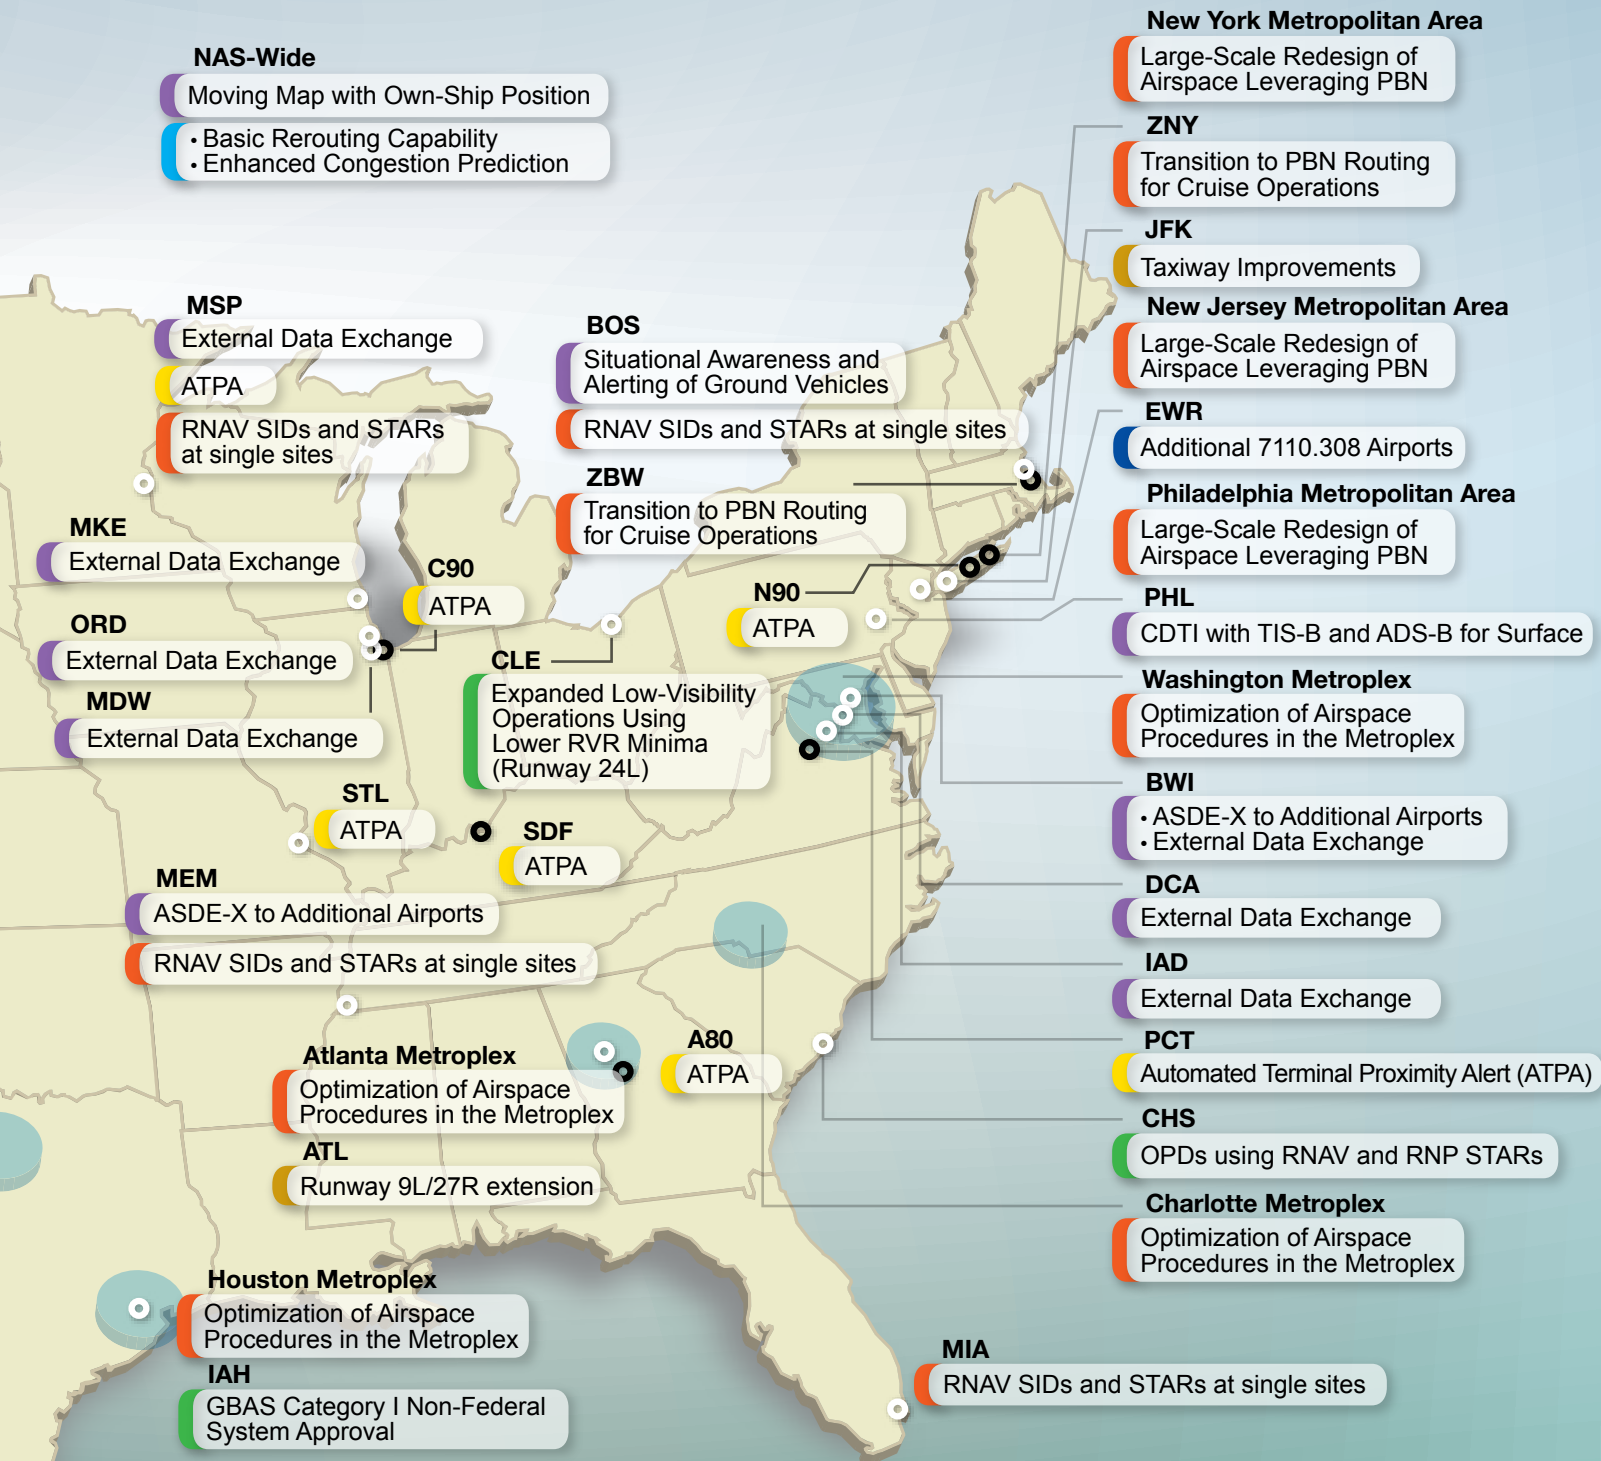 NAS-Wide
Moving Map with Own-Ship Position
• Basic Rerouting Capability
• Enhanced Congestion Prediction
MSP
External Data Exchange
ATPA
RNAV SIDs and STARs
at single sites
BOS
Situational Awareness and
Alerting of Ground Vehicles
RNAV SIDs and STARs at single sites
ZBW
Transition to PBN Routing
for Cruise Operations
MKE
External Data Exchange
C90
ATPA
N90
ATPA
ORD
External Data Exchange
MDW
External Data Exchange
CLE
Expanded Low-Visibility
Operations Using
Lower RVR Minima
(Runway 24L)
STL
ATPA
SDF
ATPA
MEM
ASDE-X to Additional Airports
RNAV SIDs and STARs at single sites
Atlanta Metroplex
Optimization of Airspace
Procedures in the Metroplex
A80
ATPA
ATL
Runway 9L/27R extension
Houston Metroplex
Optimization of Airspace
Procedures in the Metroplex
IAH
GBAS Category I Non-Federal
System Approval
New York Metropolitan Area
Large-Scale Redesign of
Airspace Leveraging PBN
ZNY
Transition to PBN Routing
for Cruise Operations
JFK
Taxiway Improvements
New Jersey Metropolitan Area
Large-Scale Redesign of
Airspace Leveraging PBN
EWR
Additional 7110.308 Airports
Philadelphia Metropolitan Area
Large-Scale Redesign of
Airspace Leveraging PBN
PHL
CDTI with TIS-B and ADS-B for Surface
Washington Metroplex
Optimization of Airspace
Procedures in the Metroplex
BWI
• ASDE-X to Additional Airports
• External Data Exchange
DCA
External Data Exchange
IAD
External Data Exchange
PCT
Automated Terminal Proximity Alert (ATPA)
CHS
OPDs using RNAV and RNP STARs
Charlotte Metroplex
Optimization of Airspace
Procedures in the Metroplex
MIA
RNAV SIDs and STARs at single sites